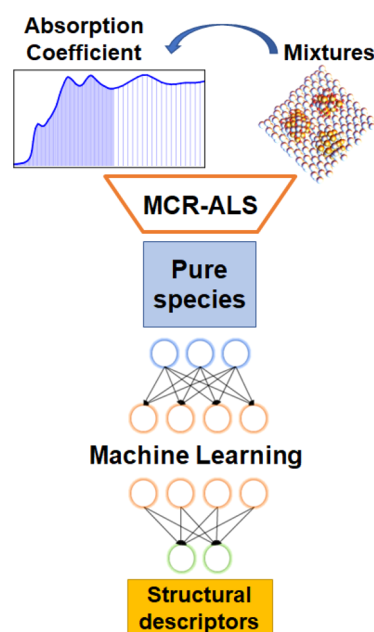 Absorption
Coefficient
Mixtures
MCR-ALS
Pure
species
Machine Learning
Structural
descriptors